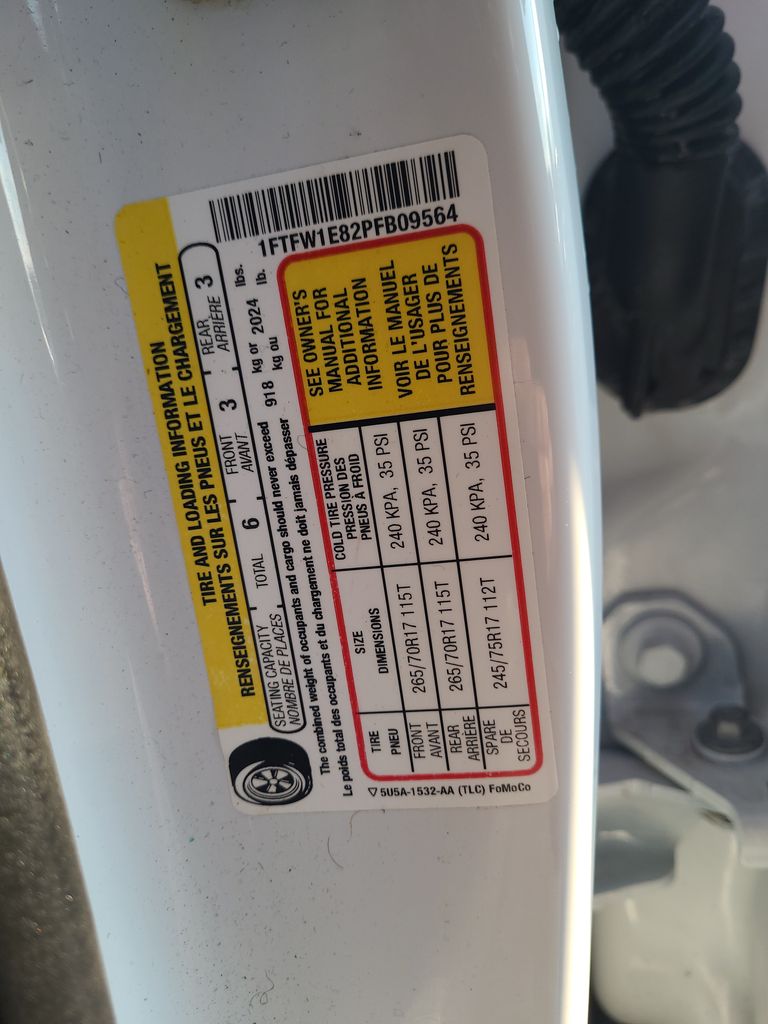 TIRE AND LOADING INFORMATION
RENSEIGNEMENTS SUR LES PNEUS ET LE CHARGEMENT
SEATING CAPACITY TOTAL 6 FRONT 3 REAR 3
NOMBRE DE PLACES AVANT ARRIÈRE
The combined weight of occupants and cargo should never exceed 918 kg or 2024 lbs.
Le poids total des occupants et du chargement ne doit jamais dépasser kg ou lb.
1FTFW1E82PFB09564
TIRE SIZE COLD TIRE PRESSURE
PNEU DIMENSIONS PRESSION DES
PNEUS À FROID
FRONT 265/70R17 115T 240 KPA, 35 PSI
AVANT
REAR 265/70R17 115T 240 KPA, 35 PSI
ARRIÈRE
SPARE 245/75R17 112T 240 KPA, 35 PSI
DE
SECOURS
SEE OWNER'S
MANUAL FOR
ADDITIONAL
INFORMATION
VOIR LE MANUEL
DE L'USAGER
POUR PLUS DE
RENSEIGNEMENTS
5U5A-1532-AA (TLC) FoMoCo